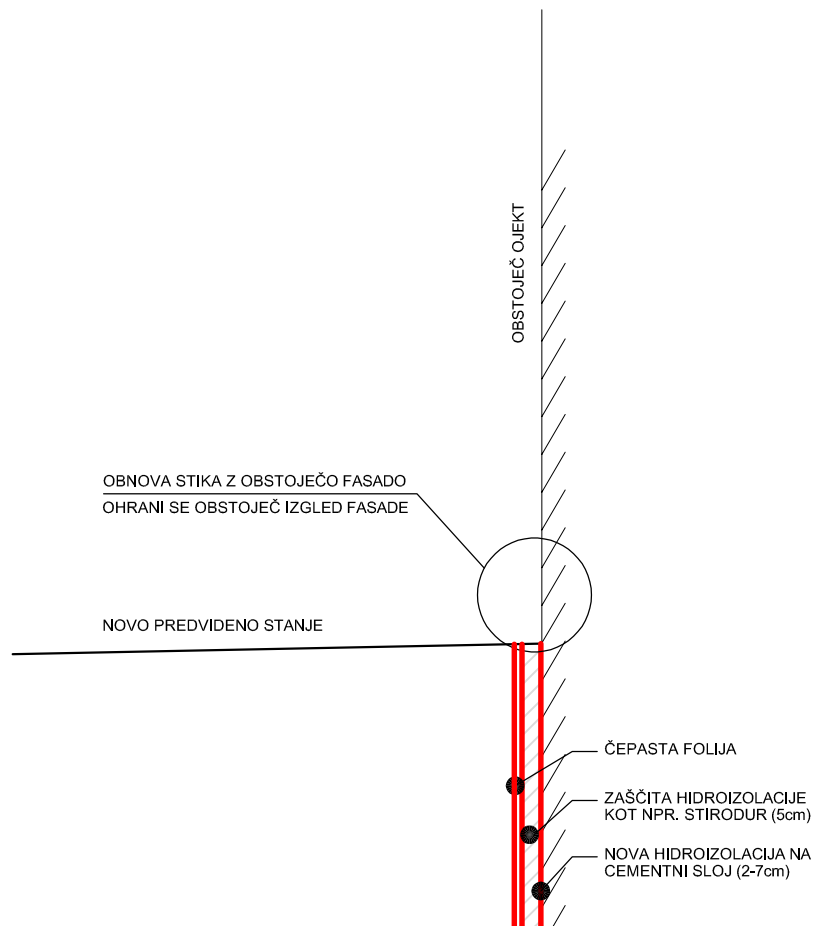 OBSTOJEČ OJEKT
OBNOVA STIKA Z OBSTOJEČO FASADO
OHRANI SE OBSTOJEČ IZGLED FASADE
NOVO PREDVIDENO STANJE
ČEPASTA FOLIJA
ZAŠČITA HIDROIZOLACIJE
KOT NPR. STIRODUR (5cm)
NOVA HIDROIZOLACIJA NA
CEMENTNI SLOJ (2-7cm)